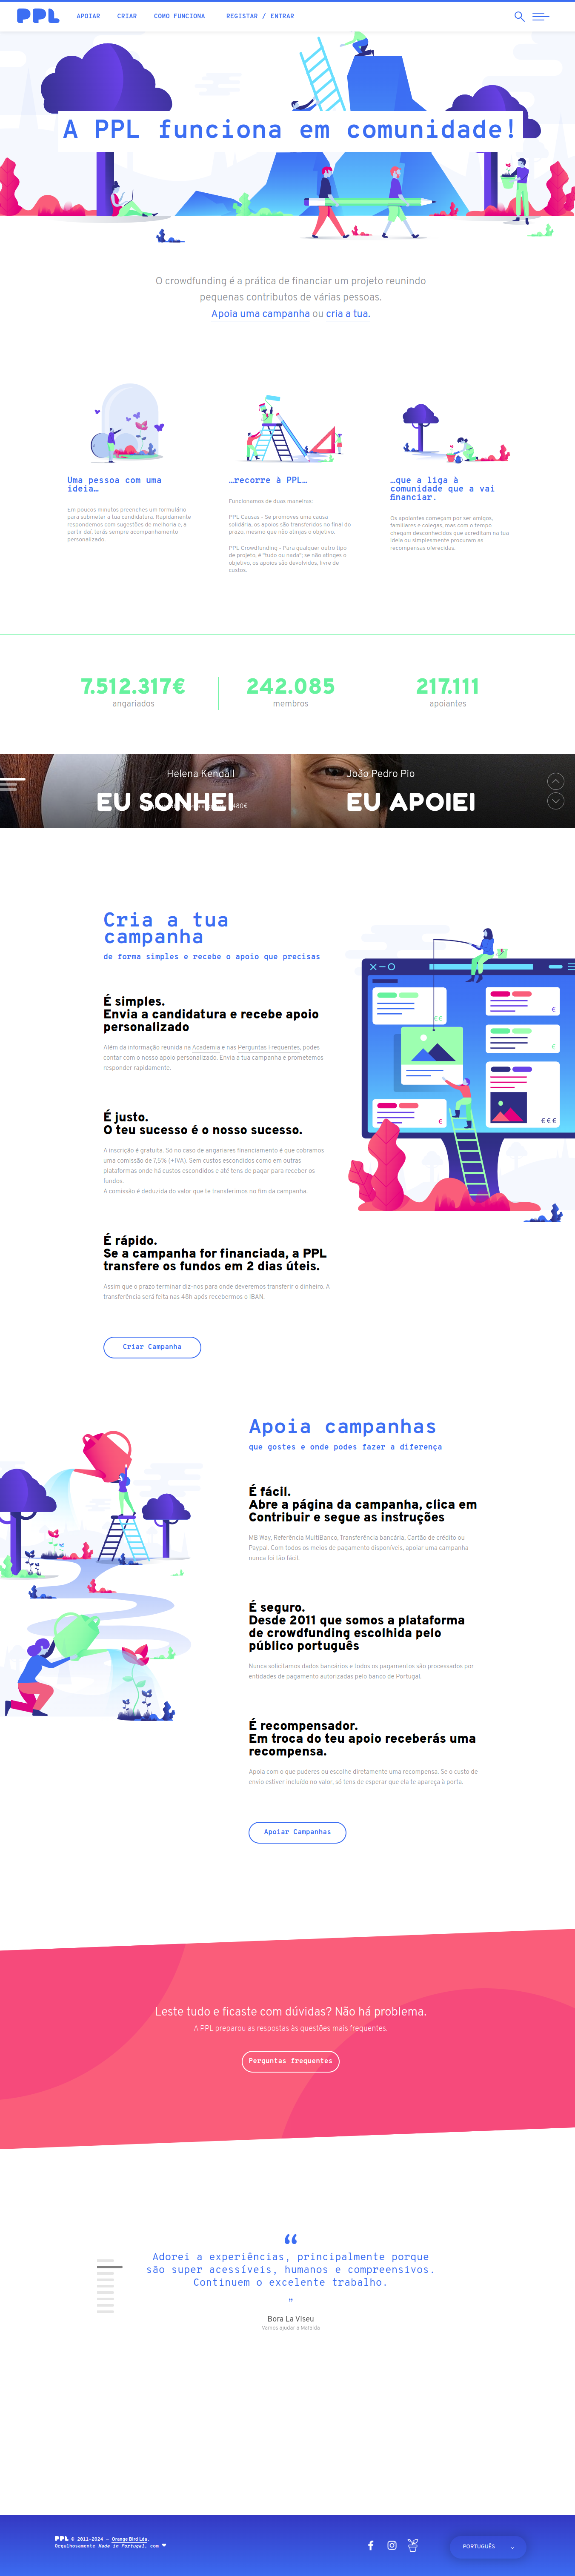 PPL
APOIAR
CRIAR
COMO FUNCIONA
REGISTAR / ENTRAR
A PPL funciona em comunidade!
O crowdfunding é a prática de financiar um projeto reunindo
pequenas contributos de várias pessoas.
Apoia uma campanha ou cria a tua.
Uma pessoa com uma
ideia…
Em poucos minutos preenches um formulário
para submeter a tua candidatura. Rapidamente
respondemos com sugestões de melhoria e, a
partir daí, terás sempre acompanhamento
personalizado.
…recorre à PPL…
Funcionamos de duas maneiras:
PPL Causas - Se promoves uma causa
solidária, os apoios são transferidos no final do
prazo, mesmo que não atinjas o objetivo.
PPL Crowdfunding - Para qualquer outro tipo
de projeto, é "tudo ou nada": se não atinges o
objetivo, os apoios são devolvidos, livre de
custos.
…que a liga à
comunidade que a vai
financiar.
Os apoiantes começam por ser amigos,
familiares e colegas, mas com o tempo
chegam desconhecidos que acreditam na tua
ideia ou simplesmente procuram as
recompensas oferecidas.
7.512.317€
angariados
242.085
membros
217.111
apoiantes
Helena Kendall
EU SONHEI
480€
João Pedro Pio
EU APOIEI
Cria a tua
campanha
de forma simples e recebe o apoio que precisas
É simples.
Envia a candidatura e recebe apoio
personalizado
Além da informação reunida na Academia e nas Perguntas Frequentes, podes
contar com o nosso apoio personalizado. Envia a tua campanha e prometemos
responder rapidamente.
É justo.
O teu sucesso é o nosso sucesso.
A inscrição é gratuita. Só no caso de angariares financiamento é que cobramos
uma comissão de 7,5% (+IVA). Sem custos escondidos como em outras
plataformas onde há custos escondidos e até tens de pagar para receber os
fundos.
A comissão é deduzida do valor que te transferimos no fim da campanha.
É rápido.
Se a campanha for financiada, a PPL
transfere os fundos em 2 dias úteis.
Assim que o prazo terminar diz-nos para onde deveremos transferir o dinheiro. A
transferência será feita nas 48h após recebermos o IBAN.
Criar Campanha
€ €
€
€
€
€ € €
Apoia campanhas
que gostes e onde podes fazer a diferença
É fácil.
Abre a página da campanha, clica em
Contribuir e segue as instruções
MB Way, Referência MultiBanco, Transferência bancária, Cartão de crédito ou
Paypal. Com todos os meios de pagamento disponíveis, apoiar uma campanha
nunca foi tão fácil.
É seguro.
Desde 2011 que somos a plataforma
de crowdfunding escolhida pelo
público português
Nunca solicitamos dados bancários e todos os pagamentos são processados por
entidades de pagamento autorizadas pelo banco de Portugal.
É recompensador.
Em troca do teu apoio receberás uma
recompensa.
Apoia com o que puderes ou escolhe diretamente uma recompensa. Se o custo de
envio estiver incluído no valor, só tens de esperar que ela te apareça à porta.
Apoiar Campanhas
Leste tudo e ficaste com dúvidas? Não há problema.
A PPL preparou as respostas às questões mais frequentes.
Perguntas frequentes
“
Adorei a experiências, principalmente porque
são super acessíveis, humanos e compreensivos.
Continuem o excelente trabalho.
”
Bora Lá Viseu
Vamos ajudar a Mafalda
PPL © 2011-2024 — Orange Bird Lda.
Orgulhosamente Made in Portugal, com ❤
PORTUGUÊS